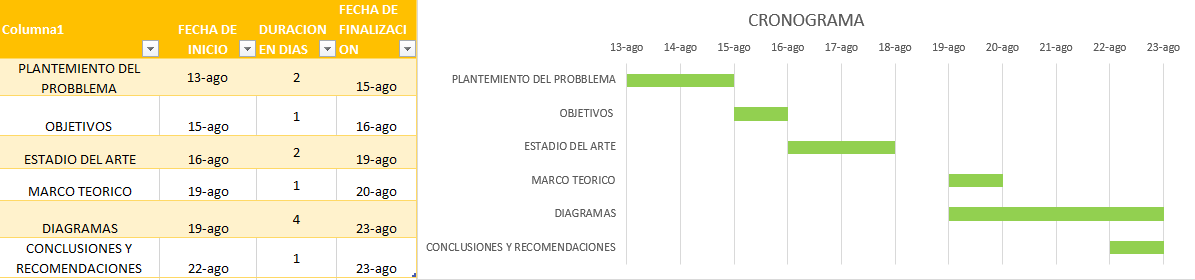 Columna1
FECHA DE
INICIO
DURACION
EN DIAS
FECHA DE
FINALIZACI
ON
PLANTEMIENTO DEL
PROBBLEMA
13-ago
2
15-ago
OBJETIVOS
15-ago
1
16-ago
ESTADIO DEL ARTE
16-ago
2
19-ago
MARCO TEORICO
19-ago
1
20-ago
DIAGRAMAS
19-ago
4
23-ago
CONCLUSIONES Y
RECOMENDACIONES
22-ago
1
23-ago
CRONOGRAMA
13-ago 14-ago 15-ago 16-ago 17-ago 18-ago 19-ago 20-ago 21-ago 22-ago 23-ago
PLANTEMIENTO DEL PROBBLEMA
OBJETIVOS
ESTADIO DEL ARTE
MARCO TEORICO
DIAGRAMAS
CONCLUSIONES Y RECOMENDACIONES